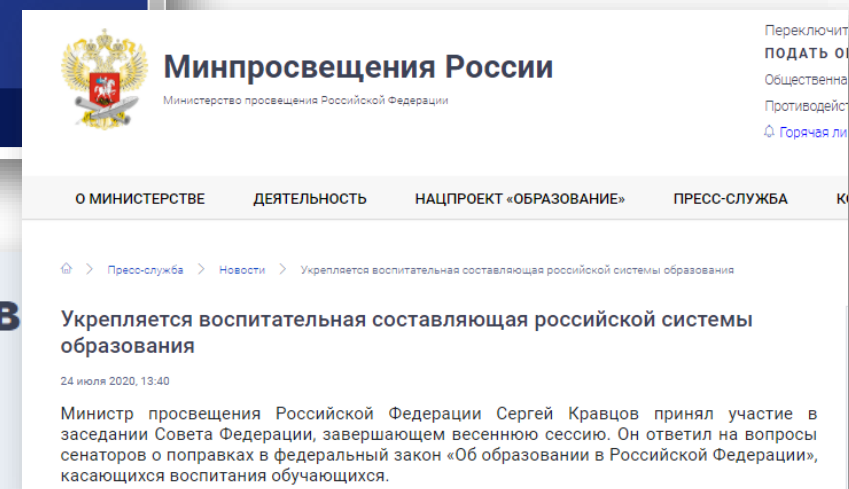 Минпросвещения России
Министерство просвещения Российской Федерации
Переключит
ПОДАТЬ
Общественна
Противодейст
Горячая ли
О МИНИСТЕРСТВЕ ДЕЯТЕЛЬНОСТЬ НАЦПРОЕКТ «ОБРАЗОВАНИЕ» ПРЕСС-СЛУЖБА
Пресс-служба > Новости > Укрепляется воспитательная составляющая российской системы образования
в
Укрепляется воспитательная составляющая российской системы
образования
24 июля 2020, 13:40
Министр просвещения Российской Федерации Сергей Кравцов принял участие в
заседании Совета Федерации, завершающем весеннюю сессию. Он ответил на вопросы
сенаторов о поправках в федеральный закон «Об образовании в Российской Федерации»,
касающихся воспитания обучающихся.